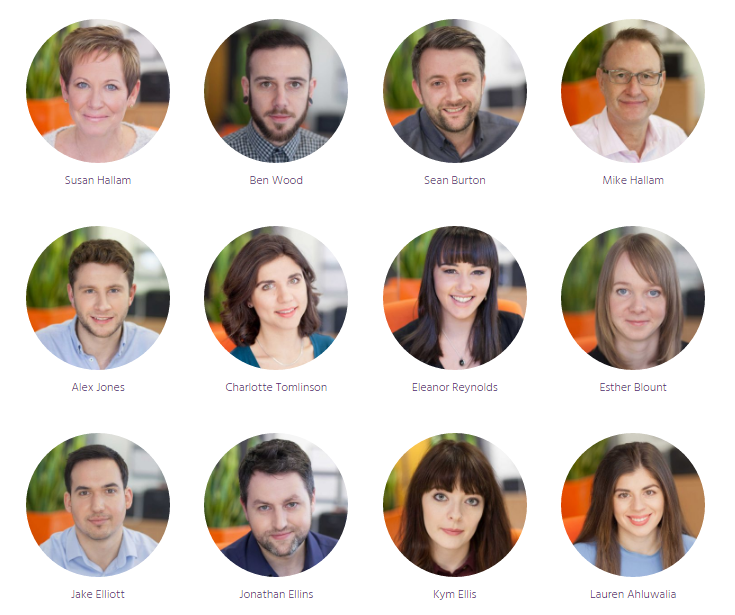 Susan Hallam
Ben Wood
Sean Burton
Mike Hallam
Alex Jones
Charlotte Tomlinson
Eleanor Reynolds
Esther Blount
Jake Elliott
Jonathan Ellins
Kym Ellis
Lauren Ahluwalia